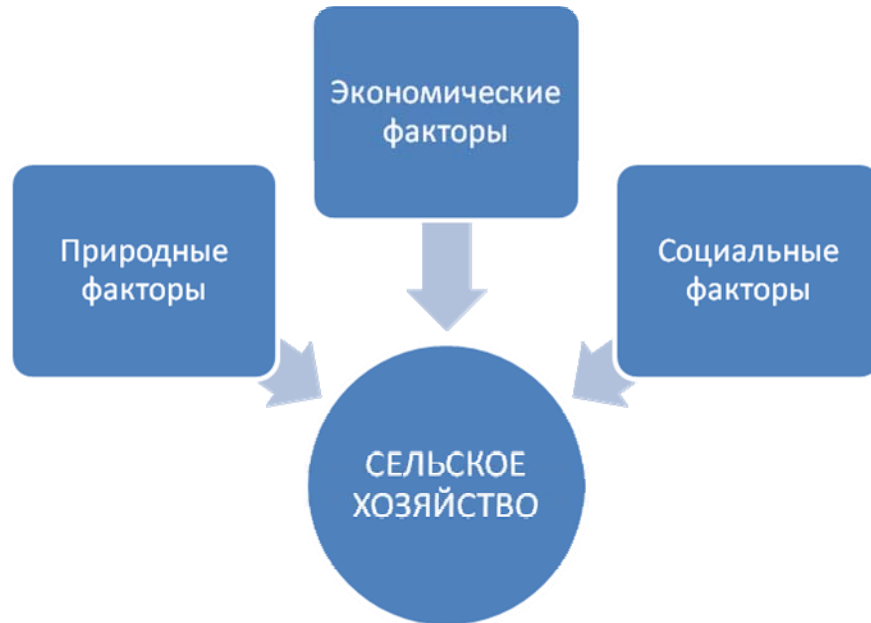 Экономические
факторы
Природные
факторы
Социальные
факторы
СЕЛЬСКОЕ
ХОЗЯЙСТВО